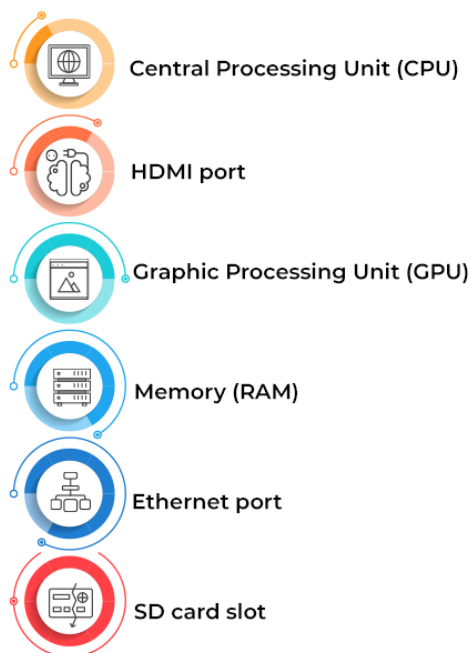 Central Processing Unit (CPU)
HDMI port
Graphic Processing Unit (GPU)
Memory (RAM)
Ethernet port
SD card slot